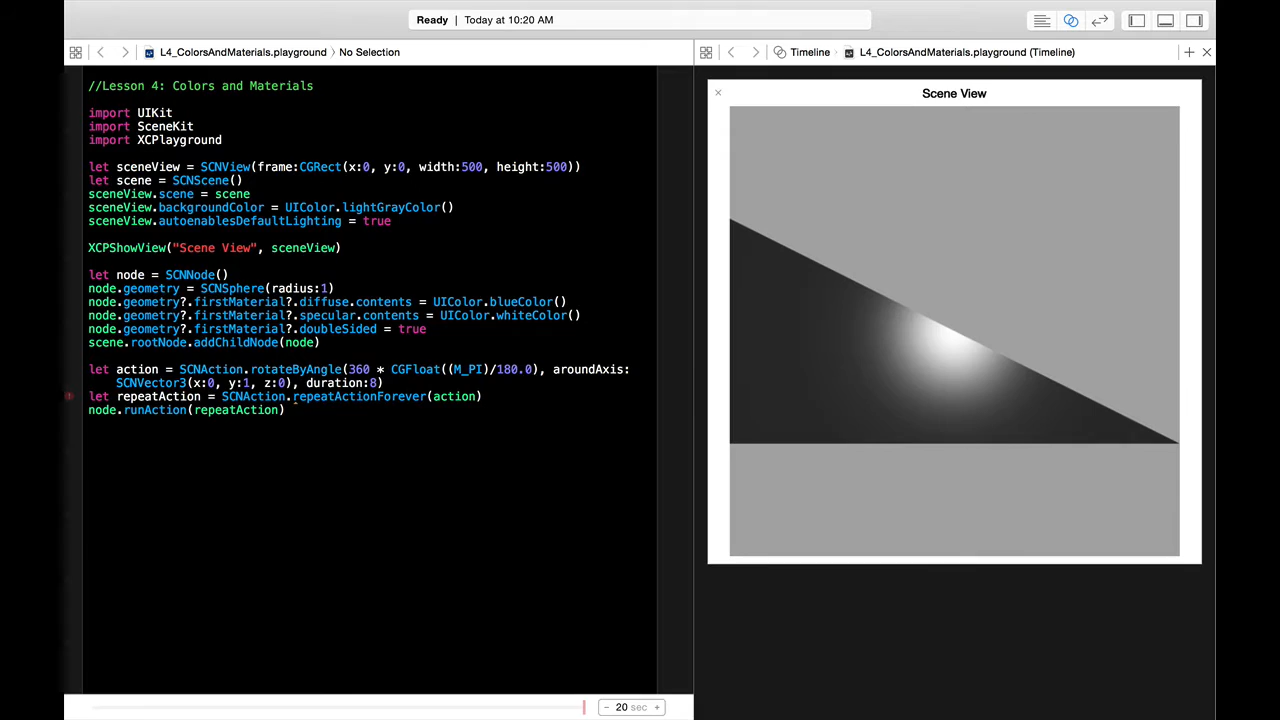 Ready | Today at 10:20 AM
L4_ColorsAndMaterials.playground › No Selection
Timeline › L4_ColorsAndMaterials.playground (Timeline)
//Lesson 4: Colors and Materials
import UIKit
import SceneKit
import XCPlayground
let sceneView = SCNView(frame:CGRect(x:0, y:0, width:500, height:500))
let scene = SCNScene()
sceneView.scene = scene
sceneView.backgroundColor = UIColor.lightGrayColor()
sceneView.autoenablesDefaultLighting = true
XCPShowView("Scene View", sceneView)
let node = SCNNode()
node.geometry = SCNSphere(radius:1)
node.geometry?.firstMaterial?.diffuse.contents = UIColor.blueColor()
node.geometry?.firstMaterial?.specular.contents = UIColor.whiteColor()
node.geometry?.firstMaterial?.doubleSided = true
scene.rootNode.addChildNode(node)
let action = SCNAction.rotateByAngle(360 * CGFloat((M_PI)/180.0), aroundAxis:
SCNVector3(x:0, y:1, z:0), duration:8)
let repeatAction = SCNAction.repeatActionForever(action)
node.runAction(repeatAction)
Scene View
− 20 sec +